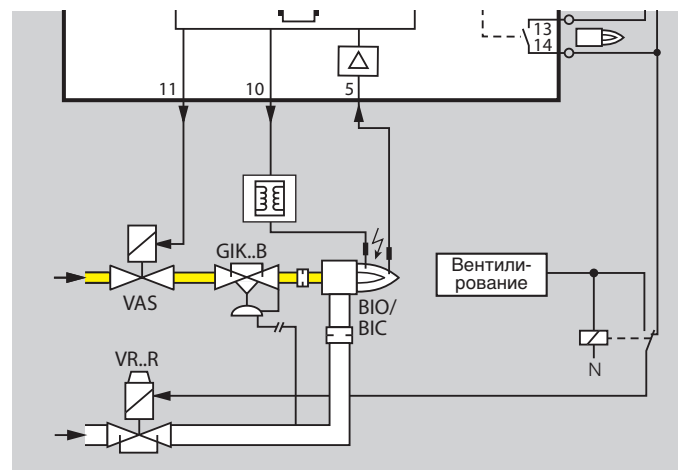 13
14
11
10
5
GIK..B
VAS
BIO/
BIC
Вентили-
рование
VR..R
N